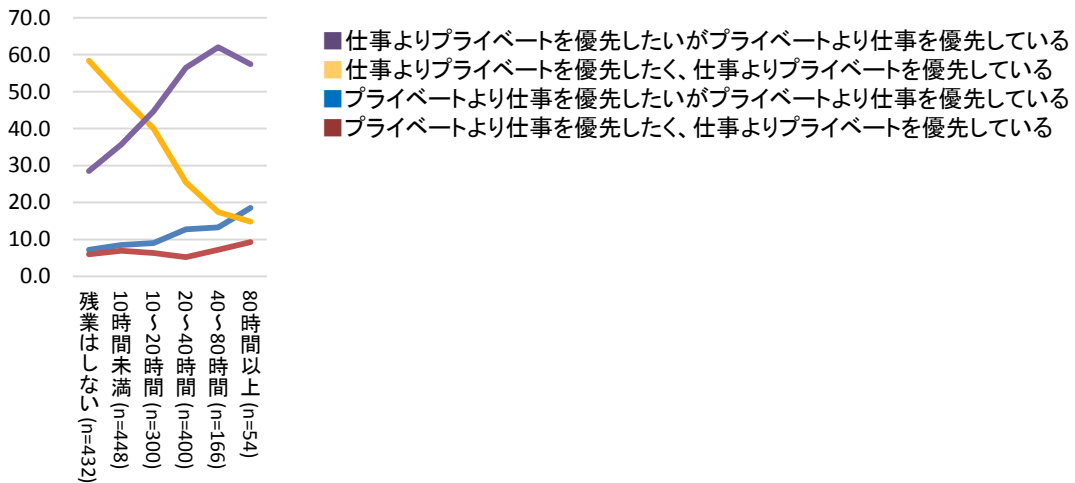 70.0
60.0
50.0
40.0
30.0
20.0
10.0
0.0
残業はしない(n=432)
10時間未満(n=448)
10～20時間(n=300)
20～40時間(n=400)
40～80時間(n=166)
80時間以上(n=54)
仕事よりプライベートを優先したいがプライベートより仕事を優先している
仕事よりプライベートを優先したく、仕事よりプライベートを優先している
プライベートより仕事を優先したいがプライベートより仕事を優先している
プライベートより仕事を優先したく、仕事よりプライベートを優先している